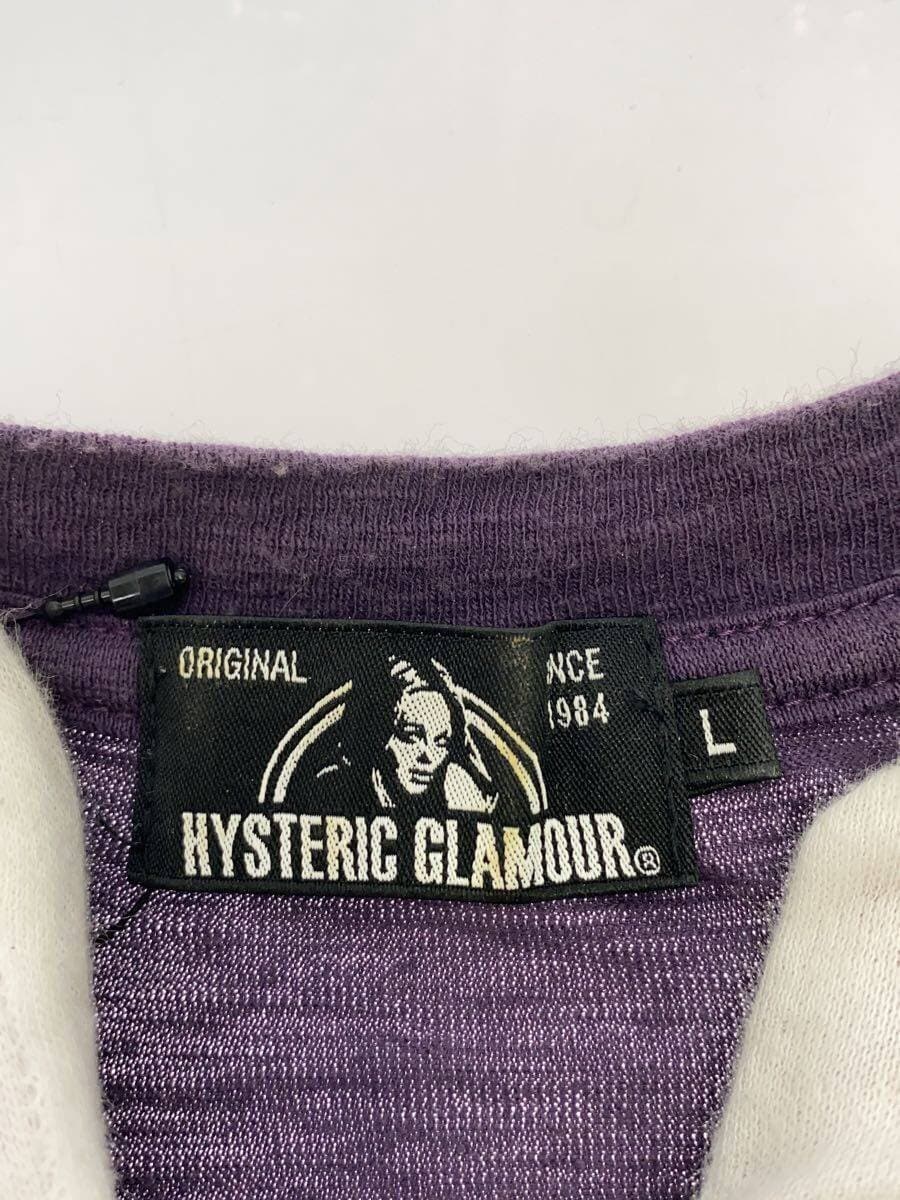 ORIGINAL
NCE
1984
HYSTERIC GLAMOUR®
L